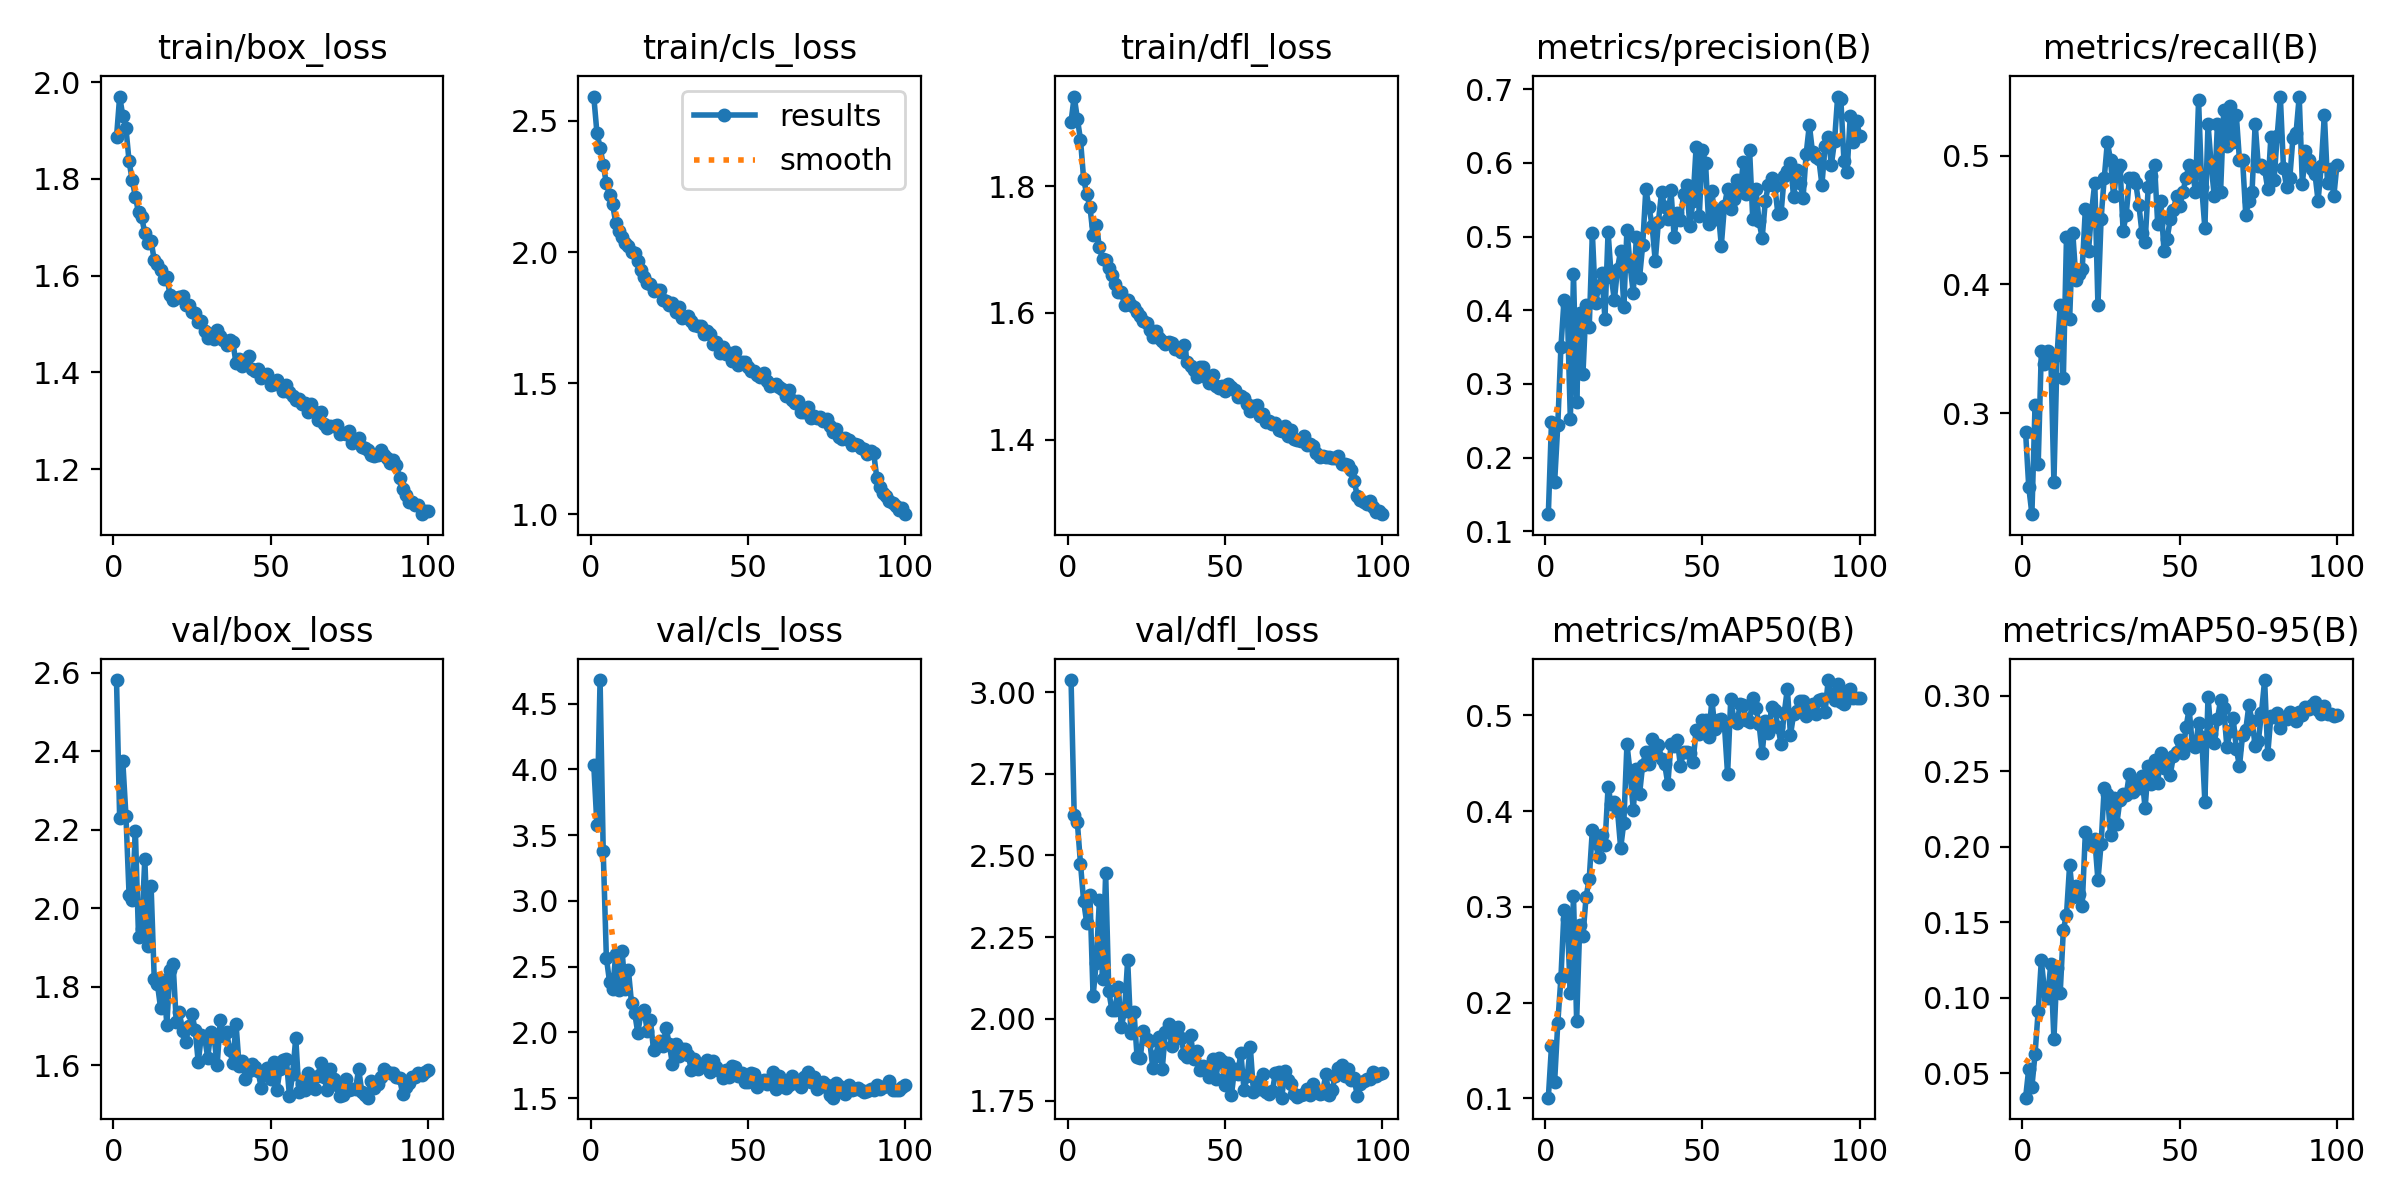 train/box_loss
2.0
1.8
1.6
1.4
1.2
0 50 100
train/cls_loss
results
smooth
2.5
2.0
1.5
1.0
0 50 100
train/dfl_loss
1.8
1.6
1.4
0 50 100
metrics/precision(B)
0.7
0.6
0.5
0.4
0.3
0.2
0.1
0 50 100
metrics/recall(B)
0.5
0.4
0.3
0 50 100
val/box_loss
2.6
2.4
2.2
2.0
1.8
1.6
0 50 100
val/cls_loss
4.5
4.0
3.5
3.0
2.5
2.0
1.5
0 50 100
val/dfl_loss
3.00
2.75
2.50
2.25
2.00
1.75
0 50 100
metrics/mAP50(B)
0.5
0.4
0.3
0.2
0.1
0 50 100
metrics/mAP50-95(B)
0.30
0.25
0.20
0.15
0.10
0.05
0 50 100